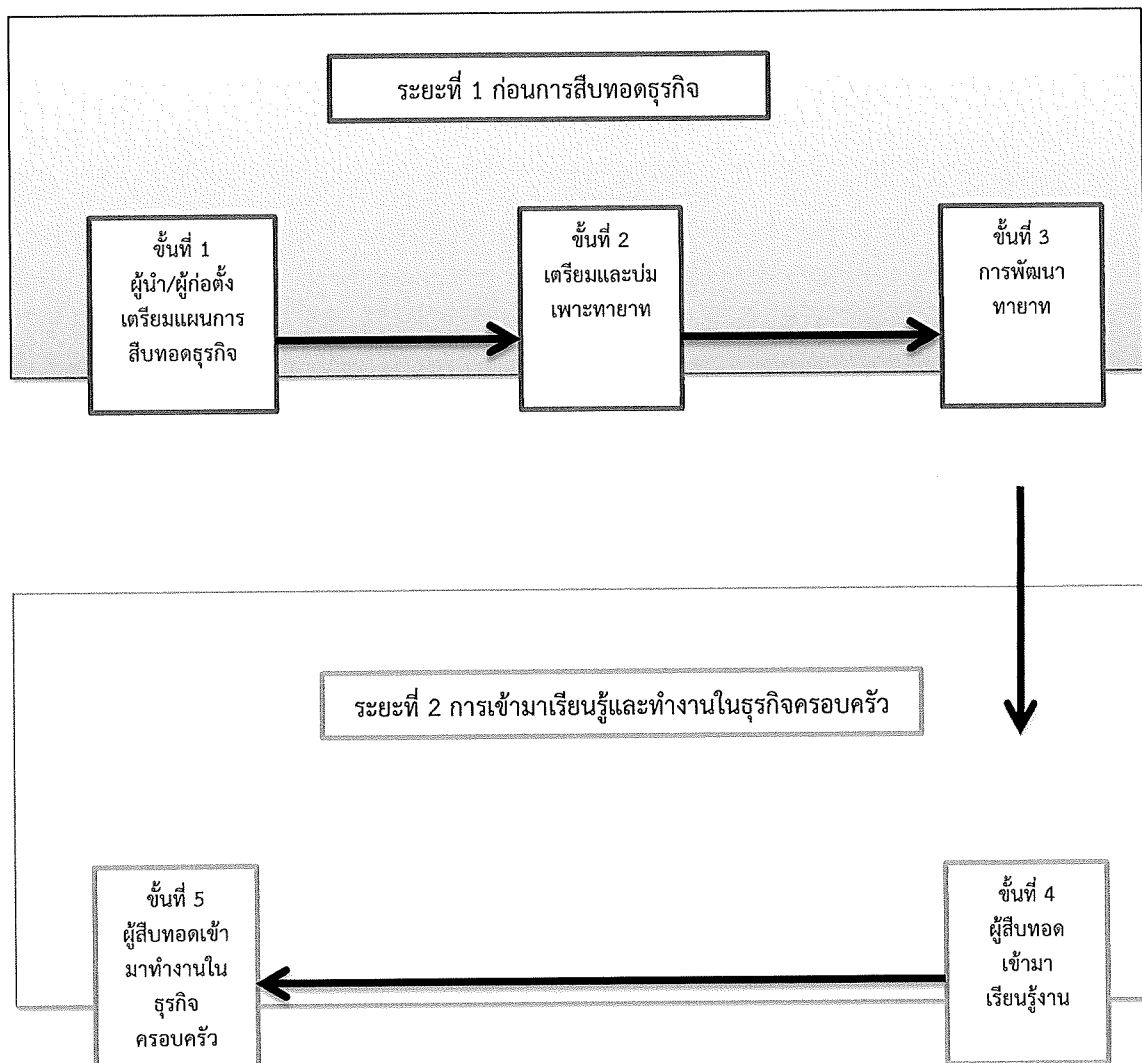 ระยะที่ 1 ก่อนการสืบทอดธุรกิจ
ขั้นที่ 1
ผู้นำ/ผู้ก่อตั้ง
เตรียมแผนการ
สืบทอดธุรกิจ
ขั้นที่ 2
เตรียมและบ่ม
เพาะทายาท
ขั้นที่ 3
การพัฒนา
ทายาท
ระยะที่ 2 การเข้ามาเรียนรู้และทำงานในธุรกิจครอบครัว
ขั้นที่ 4
ผู้สืบทอด
เข้ามา
เรียนรู้งาน
ขั้นที่ 5
ผู้สืบทอดเข้า
มาทำงานใน
ธุรกิจ
ครอบครัว